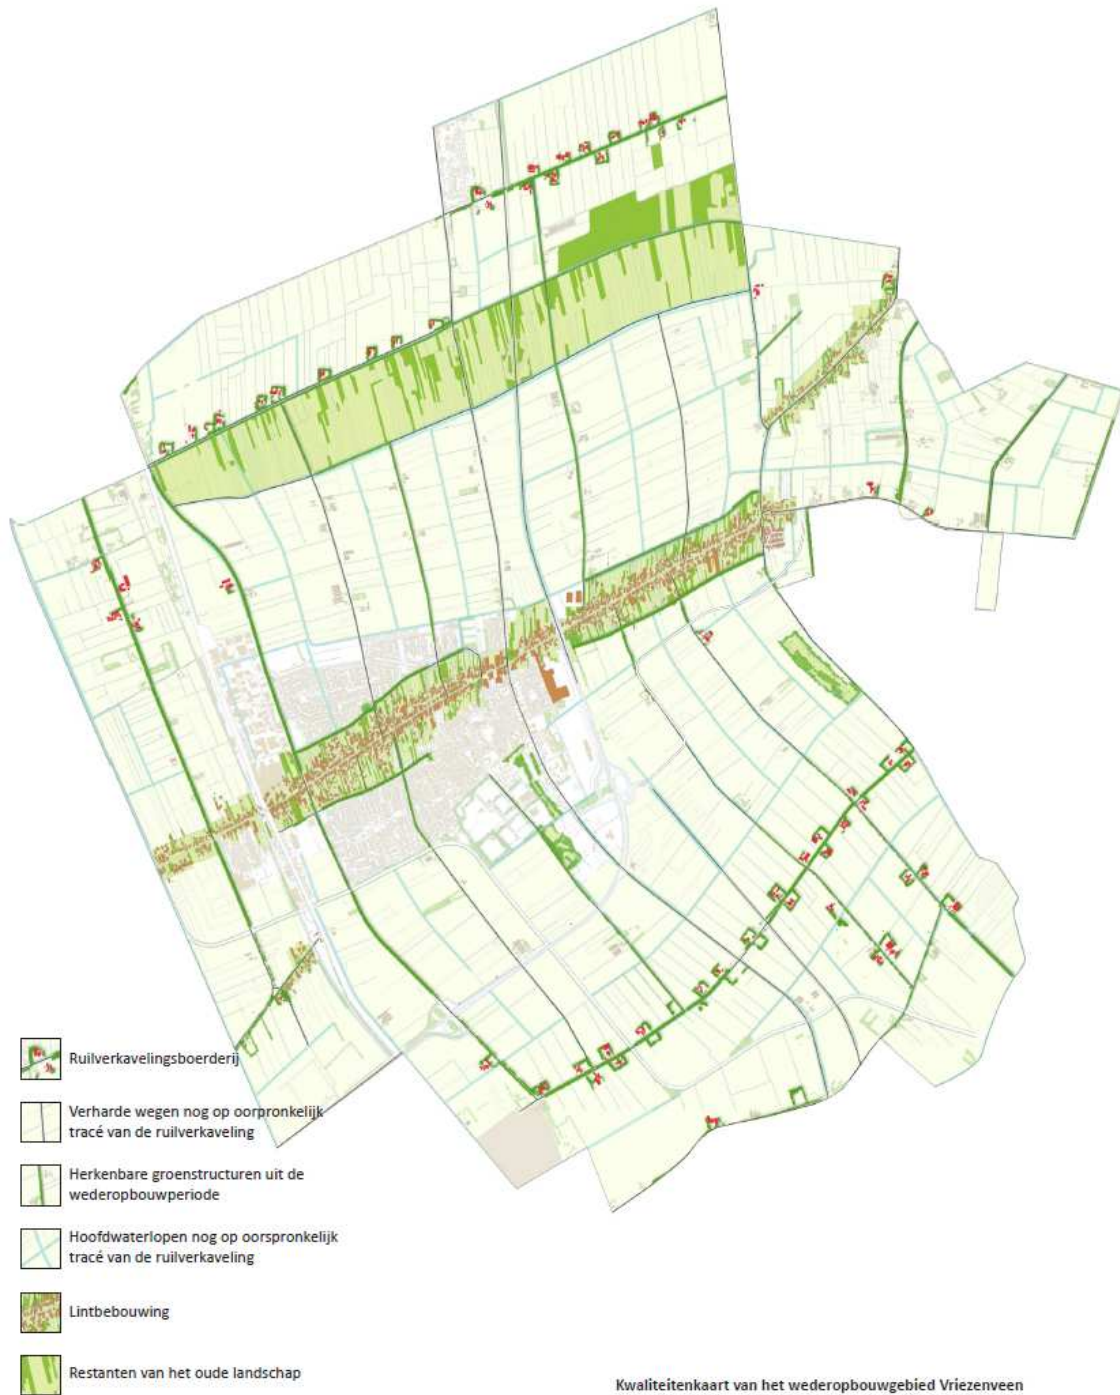 Ruilverkavelingsboerderij
Verharde wegen nog op oorpronkelijk
tracé van de ruilverkaveling
Herkenbare groenstructuren uit de
wederopbouwperiode
Hoofdwaterlopen nog op oorspronkelijk
tracé van de ruilverkaveling
Lintbebouwing
Restanten van het oude landschap
Kwaliteitenkaart van het wederopbouwgebied Vriezenveen